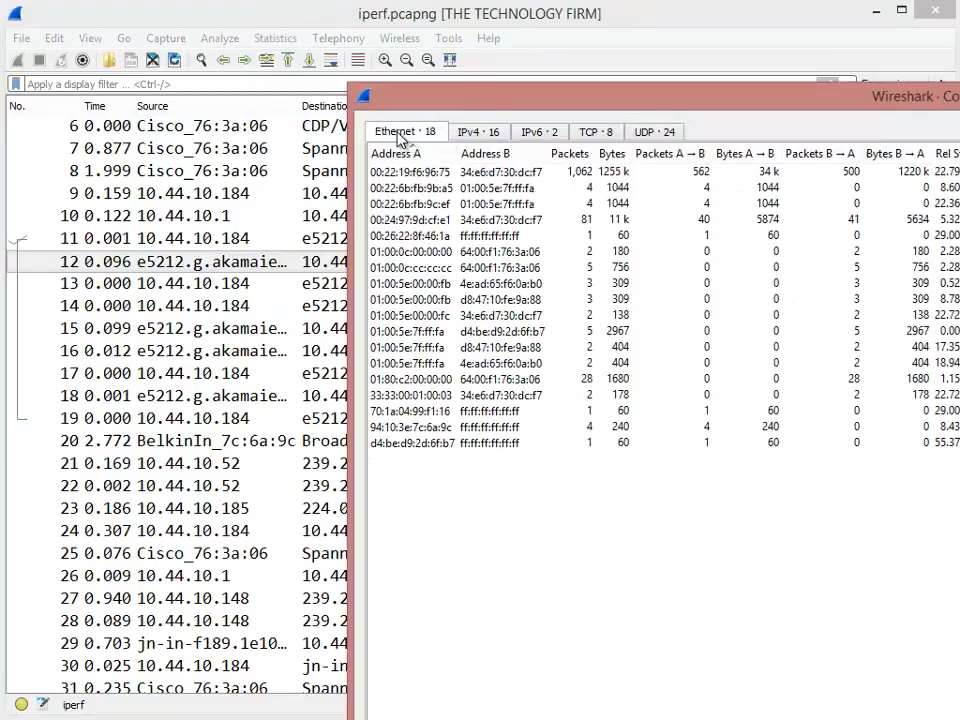 iperf.pcapng [THE TECHNOLOGY FIRM]
File Edit View Go Capture Analyze Statistics Telephony Wireless Tools Help
Apply a display filter ... <Ctrl-/>
No. Time Source Destinatio
6 0.000 Cisco_76:3a:06 CDP/V
7 0.877 Cisco_76:3a:06 Spann
8 1.999 Cisco_76:3a:06 Spann
9 0.159 10.44.10.184 239.2
10 0.122 10.44.10.1 224.0
11 0.001 10.44.10.184 e5212
12 0.096 e5212.g.akamaie… 10.44
13 0.000 10.44.10.184 e5212
14 0.000 10.44.10.184 e5212
15 0.099 e5212.g.akamaie… 10.44
16 0.012 e5212.g.akamaie… 10.44
17 0.000 10.44.10.184 e5212
18 0.001 e5212.g.akamaie… 10.44
19 0.000 10.44.10.184 e5212
20 2.772 BelkinIn_7c:6a:9c Broad
21 0.169 10.44.10.52 239.2
22 0.002 10.44.10.52 239.2
23 0.186 10.44.10.185 224.0
24 0.307 10.44.10.184 10.44
25 0.076 Cisco_76:3a:06 Spann
26 0.009 10.44.10.1 10.44
27 0.940 10.44.10.148 239.2
28 0.089 10.44.10.148 239.2
29 0.703 jn-in-f189.1e10… 10.44
30 0.025 10.44.10.184 jn-in
31 0.235 Cisco_76:3a:06 Spann
iperf
Wireshark · Co
Ethernet · 18 IPv4 · 16 IPv6 · 2 TCP · 8 UDP · 24
Address A Address B Packets Bytes Packets A → B Bytes A → B Packets B → A Bytes B → A Rel St
00:22:19:f6:96:75 34:e6:d7:30:dc:f7 1,062 1255 k 562 34 k 500 1220 k 22.79
00:22:6b:fb:9b:a5 01:00:5e:7f:ff:fa 4 1044 4 1044 0 0 8.60
00:22:6b:fb:9c:ef 01:00:5e:7f:ff:fa 4 1044 4 1044 0 0 22.36
00:24:97:9d:cf:e1 34:e6:d7:30:dc:f7 81 11 k 40 5874 41 5634 5.32
00:26:22:8f:46:1a ff:ff:ff:ff:ff:ff 1 60 1 60 0 0 29.00
01:00:0c:00:00:00 64:00:f1:76:3a:06 2 180 0 0 2 180 2.28
01:00:0c:cc:cc:cc 64:00:f1:76:3a:06 5 756 0 0 5 756 2.28
01:00:5e:00:00:fb 4e:ad:65:f6:0a:b0 3 309 0 0 3 309 0.52
01:00:5e:00:00:fb d8:47:10:fe:9a:88 3 309 0 0 3 309 8.78
01:00:5e:00:00:fc 34:e6:d7:30:dc:f7 2 138 0 0 2 138 22.72
01:00:5e:7f:ff:fa d4:be:d9:2d:6f:b7 5 2967 0 0 5 2967 0.00
01:00:5e:7f:ff:fa d8:47:10:fe:9a:88 2 404 0 0 2 404 17.35
01:00:5e:7f:ff:fa 4e:ad:65:f6:0a:b0 2 404 0 0 2 404 18.94
01:80:c2:00:00:00 64:00:f1:76:3a:06 28 1680 0 0 28 1680 1.15
33:33:00:01:00:03 34:e6:d7:30:dc:f7 2 178 0 0 2 178 22.72
70:1a:04:99:f1:16 ff:ff:ff:ff:ff:ff 1 60 1 60 0 0 29.00
94:10:3e:7c:6a:9c ff:ff:ff:ff:ff:ff 4 240 4 240 0 0 8.43
d4:be:d9:2d:6f:b7 ff:ff:ff:ff:ff:ff 1 60 1 60 0 0 55.37